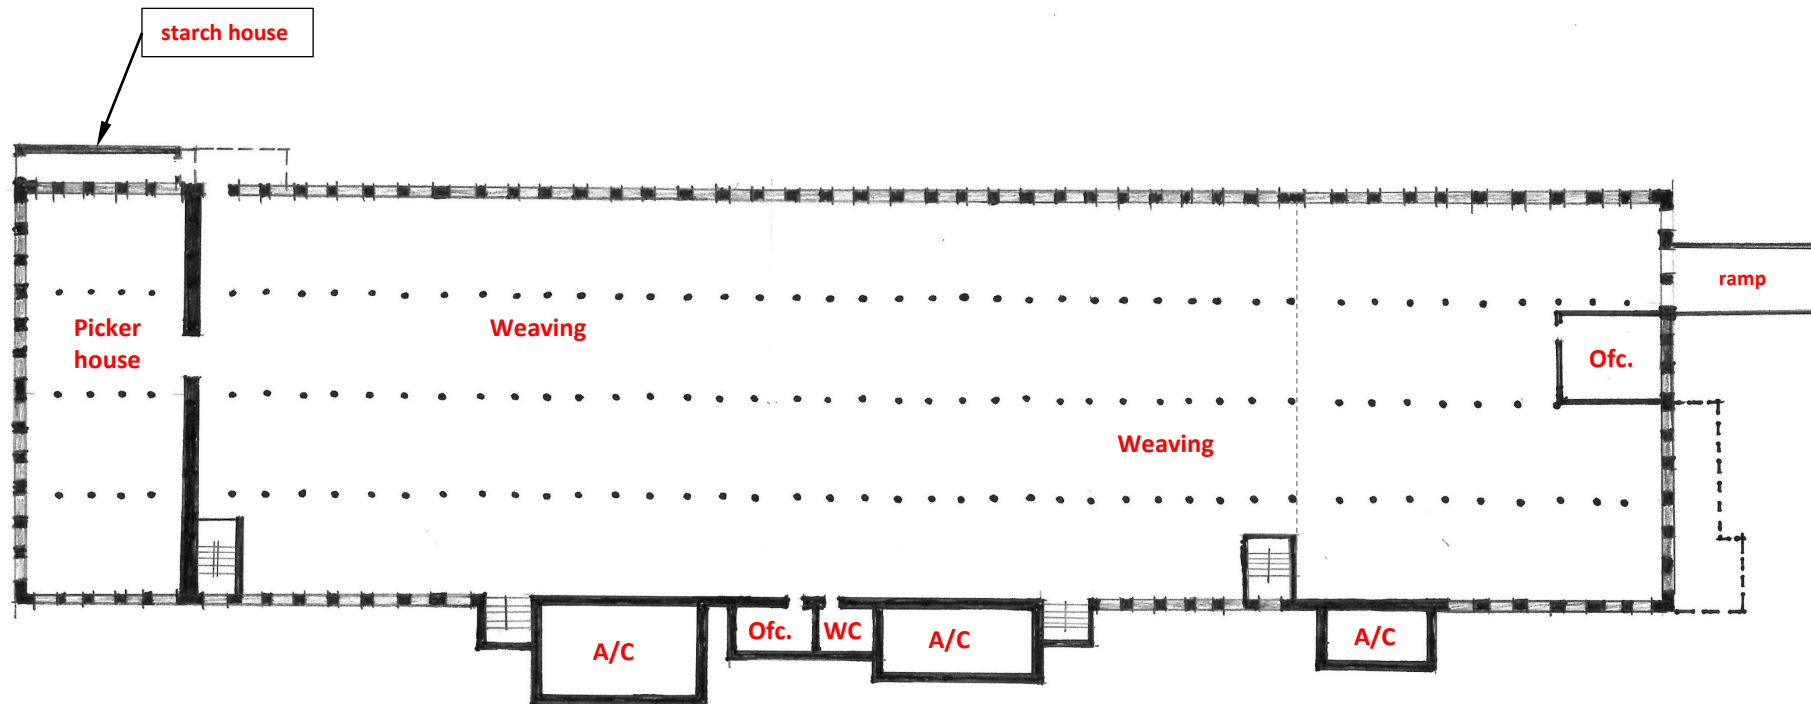 starch house
ramp
Picker
house
Weaving
Ofc.
Weaving
Ofc.
WC
A/C
A/C
A/C